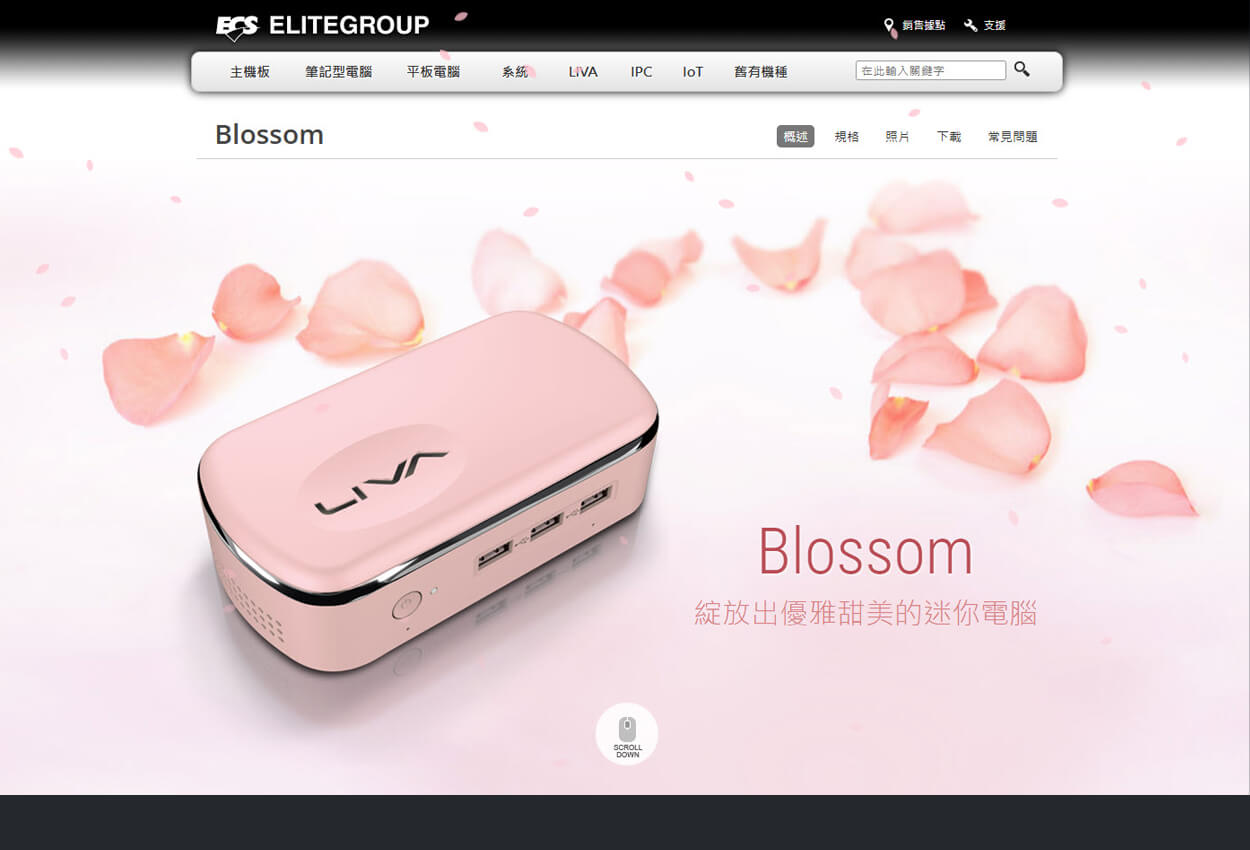 ECS ELITEGROUP
銷售據點 支援
主機板 筆記型電腦 平板電腦 系統 LIVA IPC IoT 舊有機種
在此輸入關鍵字
Blossom
概述 規格 照片 下載 常見問題
LIVA
Blossom
綻放出優雅甜美的迷你電腦
SCROLL
DOWN